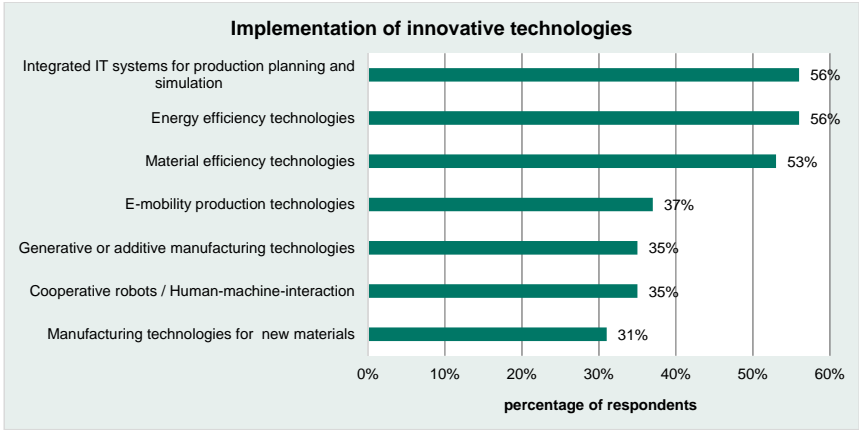 Implementation of innovative technologies
Integrated IT systems for production planning and
simulation
56%
Energy efficiency technologies
56%
Material efficiency technologies
53%
E-mobility production technologies
37%
Generative or additive manufacturing technologies
35%
Cooperative robots / Human-machine-interaction
35%
Manufacturing technologies for  new materials
31%
0% 10% 20% 30% 40% 50% 60%
percentage of respondents